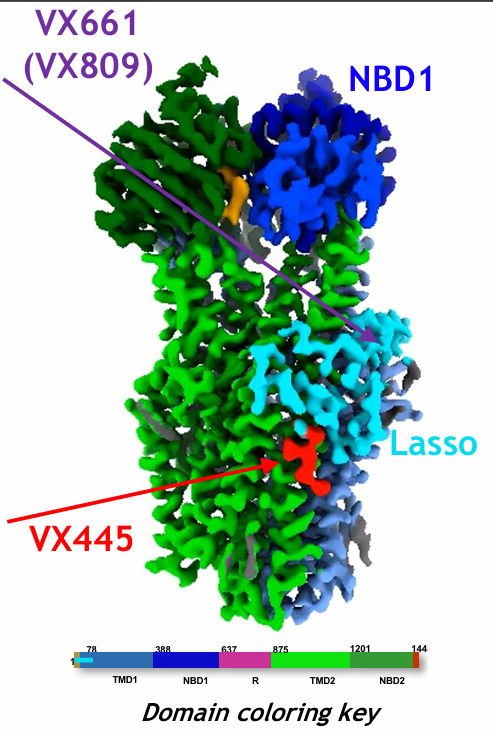 VX661
(VX809)
NBD1
Lasso
VX445
1 78 388 637 875 1201 144
TMD1 NBD1 R TMD2 NBD2
Domain coloring key